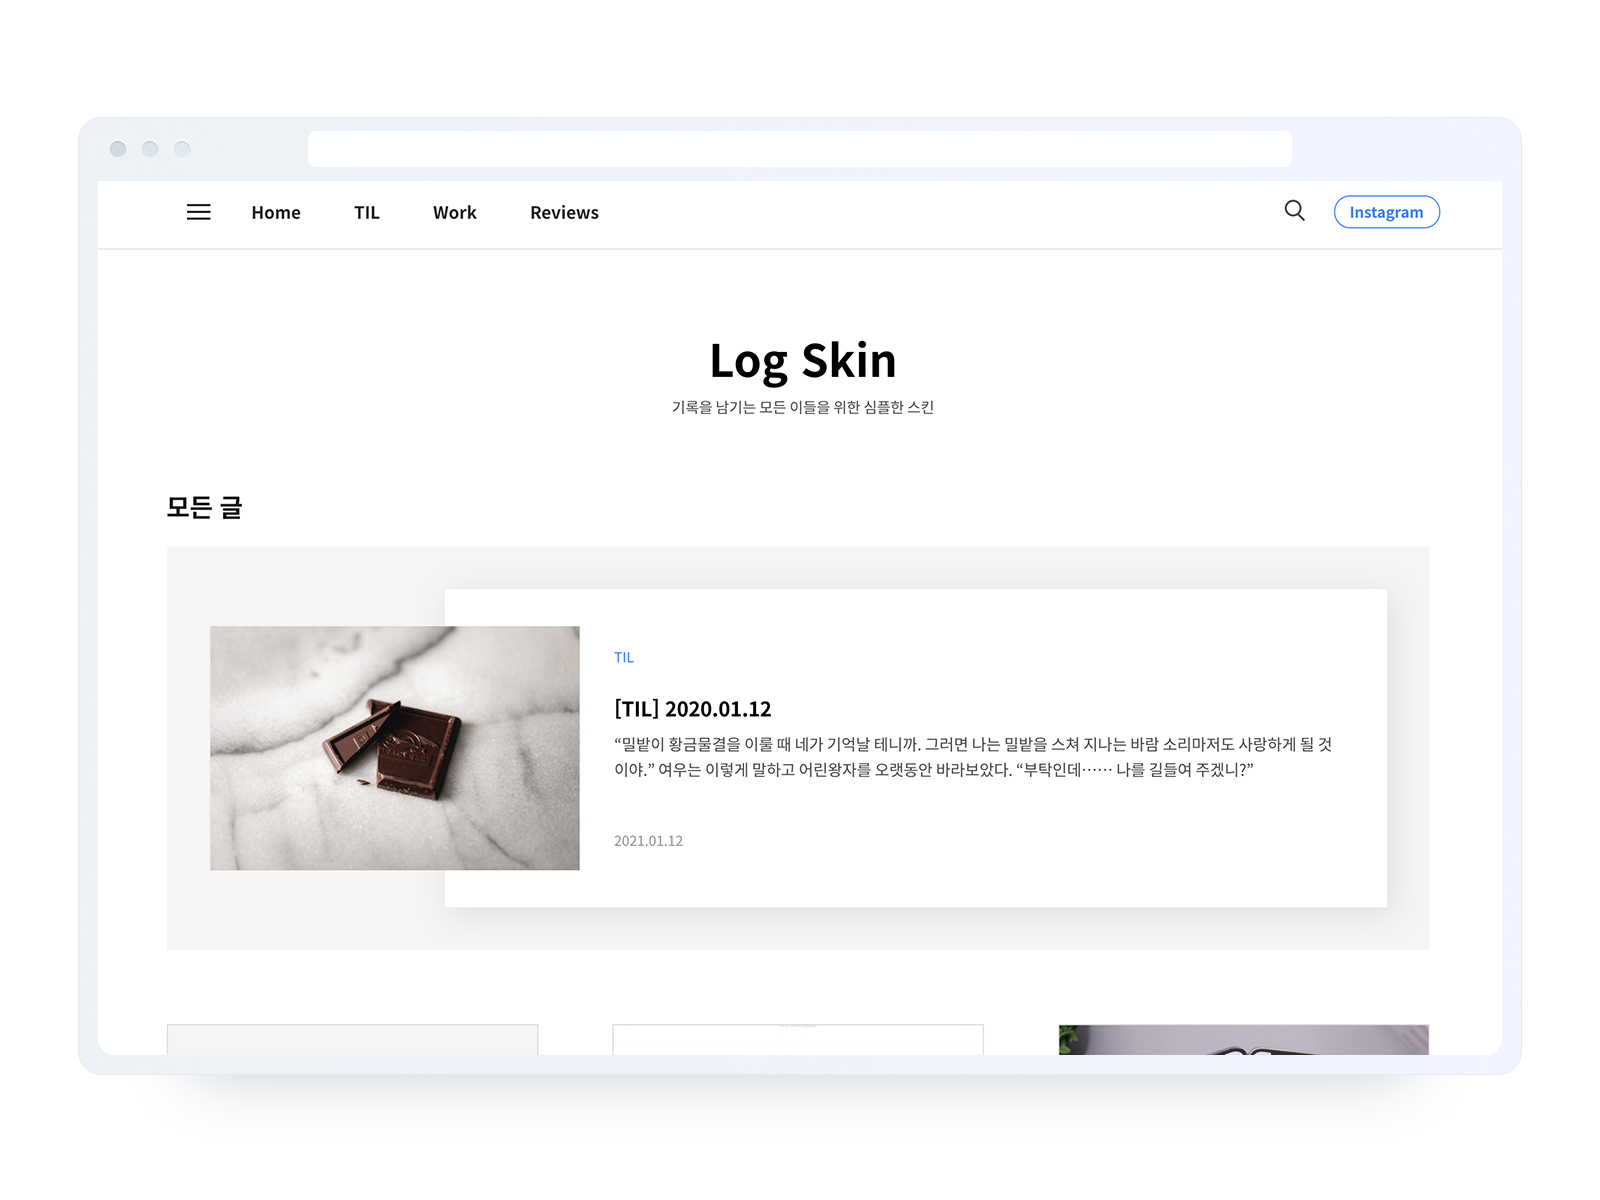 Home TIL Work Reviews Instagram
Log Skin
기록을 남기는 모든 이들을 위한 심플한 스킨
모든 글
TIL
[TIL] 2020.01.12
“밀밭이 황금물결을 이룰 때 네가 기억날 테니까. 그러면 나는 밀밭을 스쳐 지나는 바람 소리마저도 사랑하게 될 것
이야.” 여우는 이렇게 말하고 어린왕자를 오랫동안 바라보았다. “부탁인데…… 나를 길들여 주겠니?”
2021.01.12